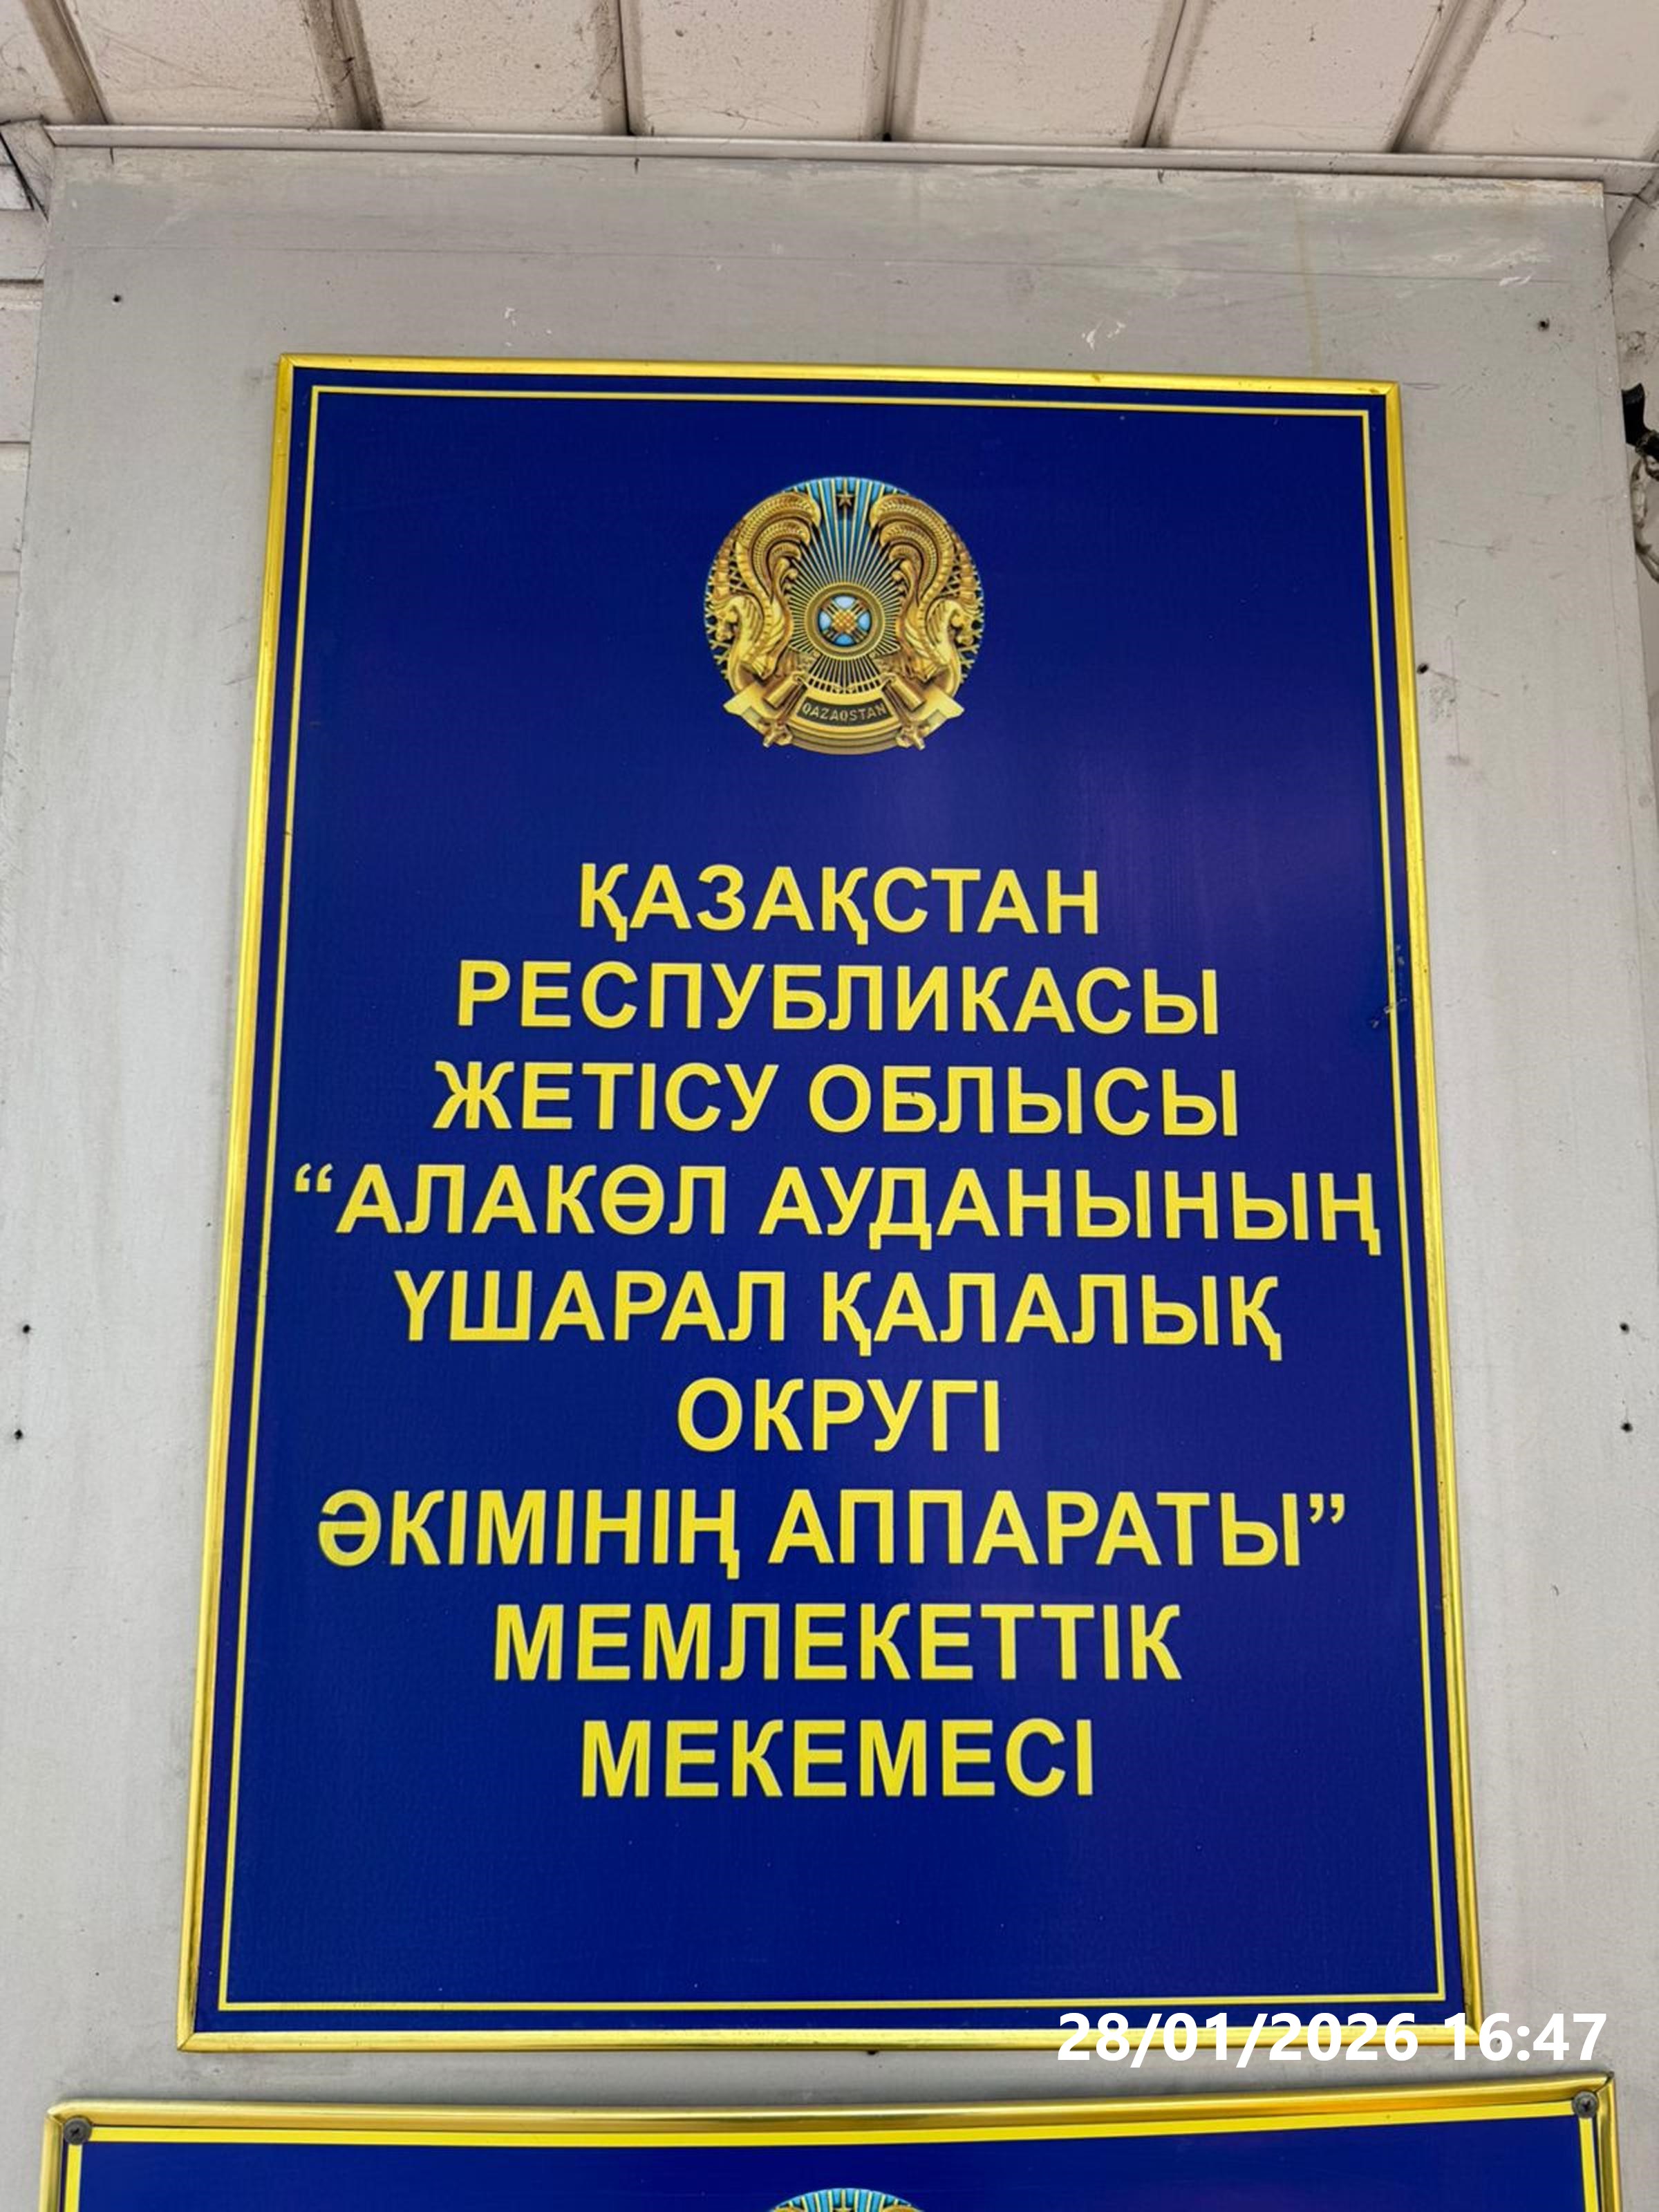 QAZAQSTAN
ҚАЗАҚСТАН
РЕСПУБЛИКАСЫ
ЖЕТІСУ ОБЛЫСЫ
“АЛАКӨЛ АУДАНЫНЫҢ
ҮШАРАЛ ҚАЛАЛЫҚ
ОКРУГІ
ӘКІМІНІҢ АППАРАТЫ”
МЕМЛЕКЕТТІК
МЕКЕМЕСІ
28/01/2026 16:47